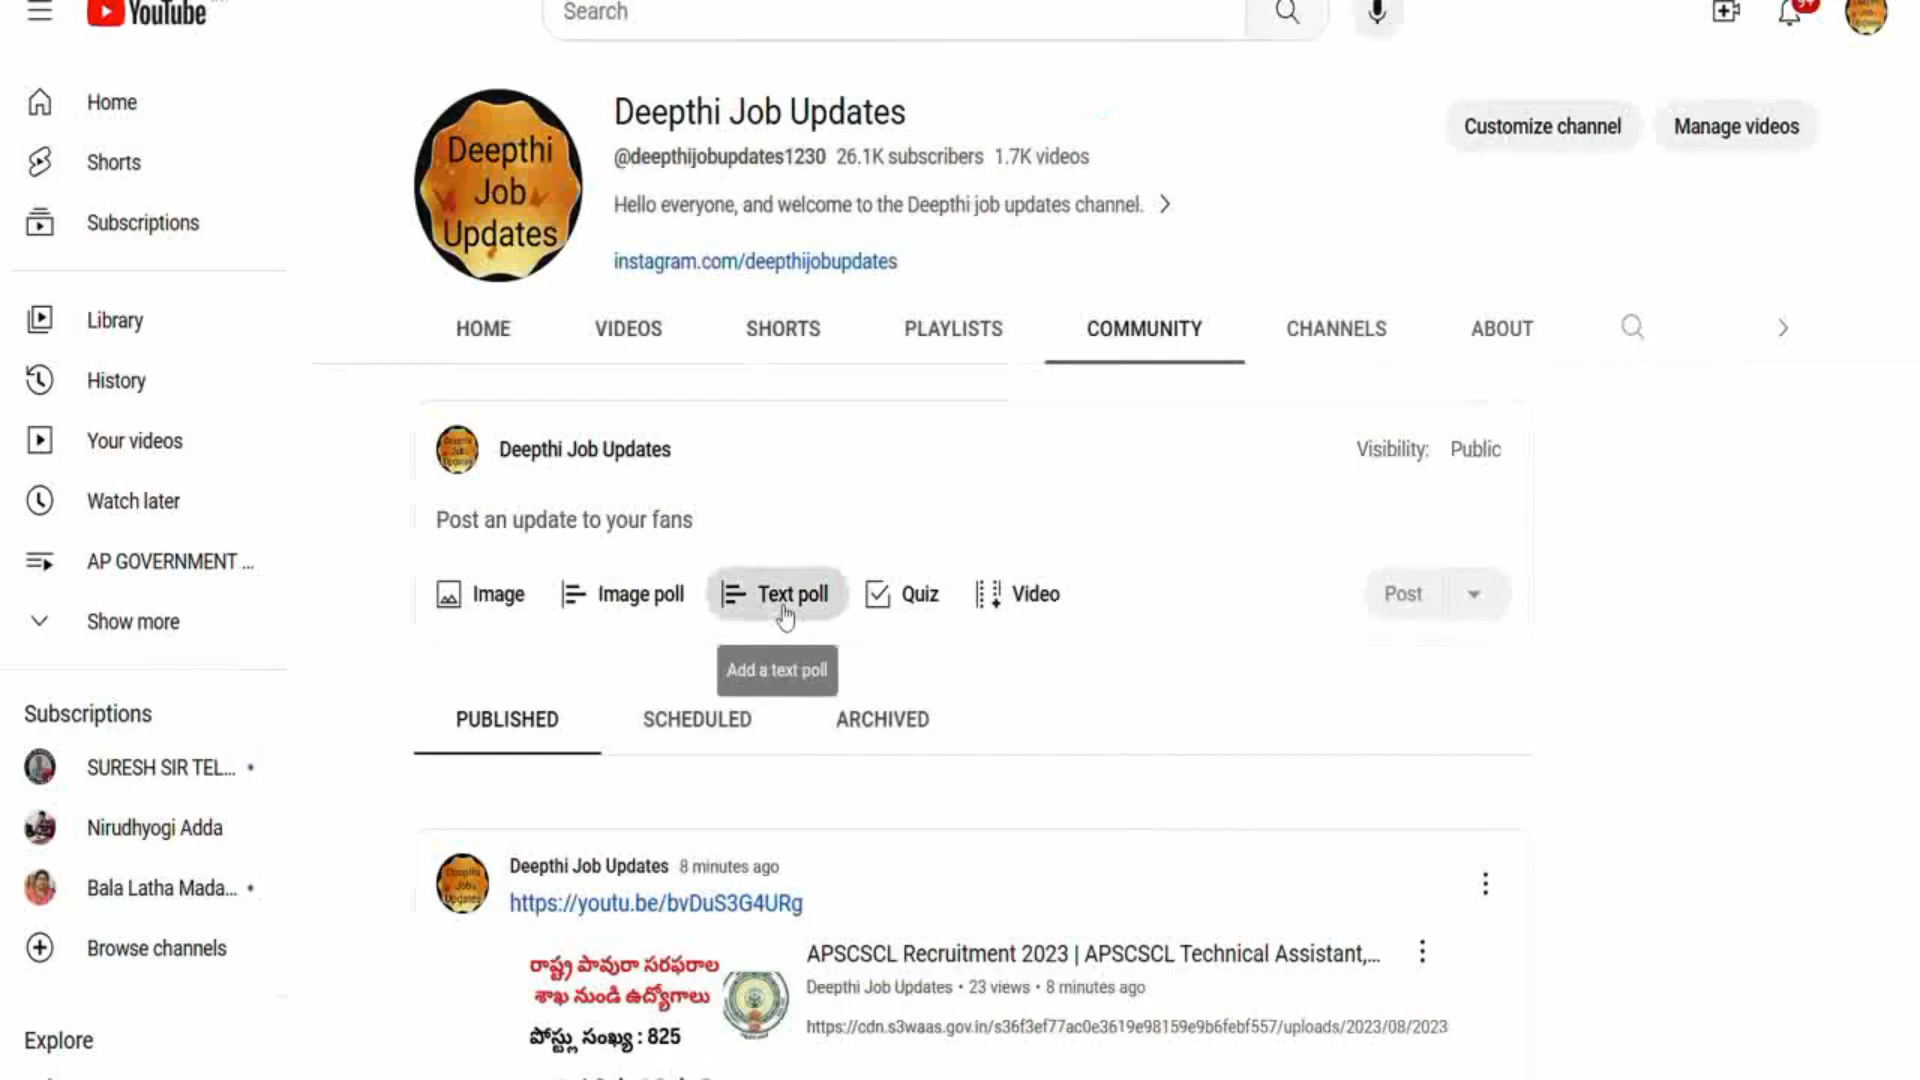 YouTube
Search
9+
Home
Shorts
Subscriptions
Library
History
Your videos
Watch later
AP GOVERNMENT ...
Show more
Subscriptions
SURESH SIR TEL... •
Nirudhyogi Adda
Bala Latha Mada... •
Browse channels
Explore
Deepthi
Job
Updates
Deepthi Job Updates
@deepthijobupdates1230 26.1K subscribers 1.7K videos
Hello everyone, and welcome to the Deepthi job updates channel.
instagram.com/deepthijobupdates
Customize channel Manage videos
HOME VIDEOS SHORTS PLAYLISTS COMMUNITY CHANNELS ABOUT
Deepthi Job Updates Visibility: Public
Post an update to your fans
Image Image poll Text poll Quiz Video Post
Add a text poll
PUBLISHED SCHEDULED ARCHIVED
Deepthi Job Updates 8 minutes ago
https://youtu.be/bvDuS3G4URg
రాష్ట్ర పౌవురా సరఫరాల
శాఖ నుండి ఉద్యోగాలు
పోస్ట్లు సంఖ్య : 825
APSCSCL Recruitment 2023 | APSCSCL Technical Assistant,...
Deepthi Job Updates • 23 views • 8 minutes ago
https://cdn.s3waas.gov.in/s36f3ef77ac0e3619e98159e9b6febf557/uploads/2023/08/2023